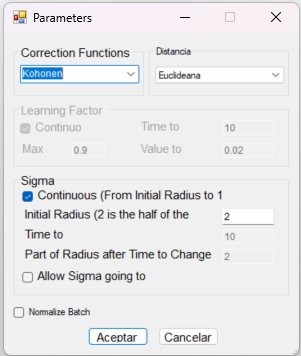 Parameters
Correction Functions
Distancia
Kohonen
Euclideana
Learning Factor
Continuo
Time to
10
Max
0.9
Value to
0.02
Sigma
Continuous (From Initial Radius to 1
Initial Radius (2 is the half of the
2
Time to
10
Part of Radius after Time to Change
2
Allow Sigma going to
Normalize Batch
Aceptar
Cancelar